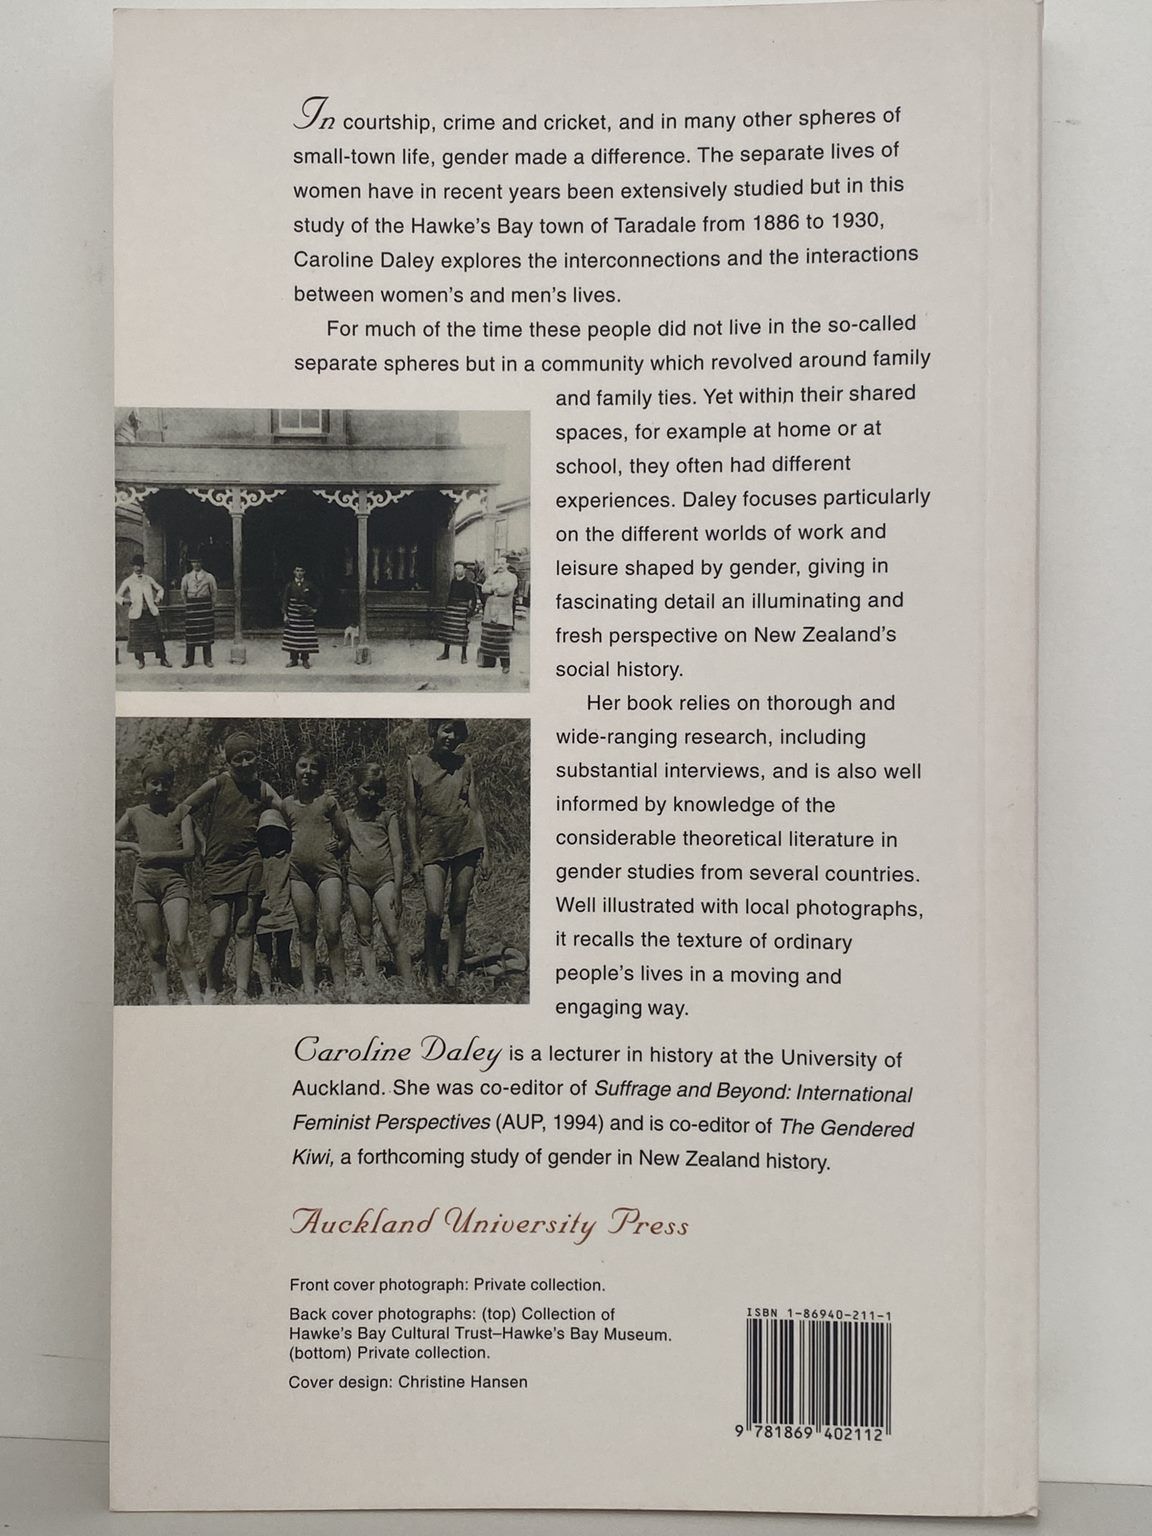 In courtship, crime and cricket, and in many other spheres of
small-town life, gender made a difference. The separate lives of
women have in recent years been extensively studied but in this
study of the Hawke's Bay town of Taradale from 1886 to 1930,
Caroline Daley explores the interconnections and the interactions
between women's and men's lives.
For much of the time these people did not live in the so-called
separate spheres but in a community which revolved around family
and family ties. Yet within their shared
spaces, for example at home or at
school, they often had different
experiences. Daley focuses particularly
on the different worlds of work and
leisure shaped by gender, giving in
fascinating detail an illuminating and
fresh perspective on New Zealand's
social history.
Her book relies on thorough and
wide-ranging research, including
substantial interviews, and is also well
informed by knowledge of the
considerable theoretical literature in
gender studies from several countries.
Well illustrated with local photographs,
it recalls the texture of ordinary
people's lives in a moving and
engaging way.
Caroline Daley is a lecturer in history at the University of
Auckland. She was co-editor of Suffrage and Beyond: International
Feminist Perspectives (AUP, 1994) and is co-editor of The Gendered
Kiwi, a forthcoming study of gender in New Zealand history.
Auckland University Press
Front cover photograph: Private collection.
Back cover photographs: (top) Collection of
Hawke's Bay Cultural Trust–Hawke's Bay Museum.
(bottom) Private collection.
Cover design: Christine Hansen
ISBN 1-86940-211-1
9 781869 402112